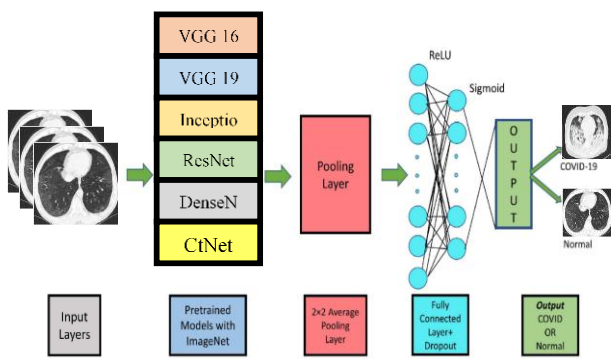 VGG 16
VGG 19
Inceptio
ResNet
DenseN
CtNet
Pooling
Layer
ReLU
Sigmoid
O
U
T
P
U
T
COVID-19
Normal
Input
Layers
Pretrained
Models with
ImageNet
2×2 Average
Pooling
Layer
Fully
Connected
Layer+
Dropout
Output
COVID
OR
Normal